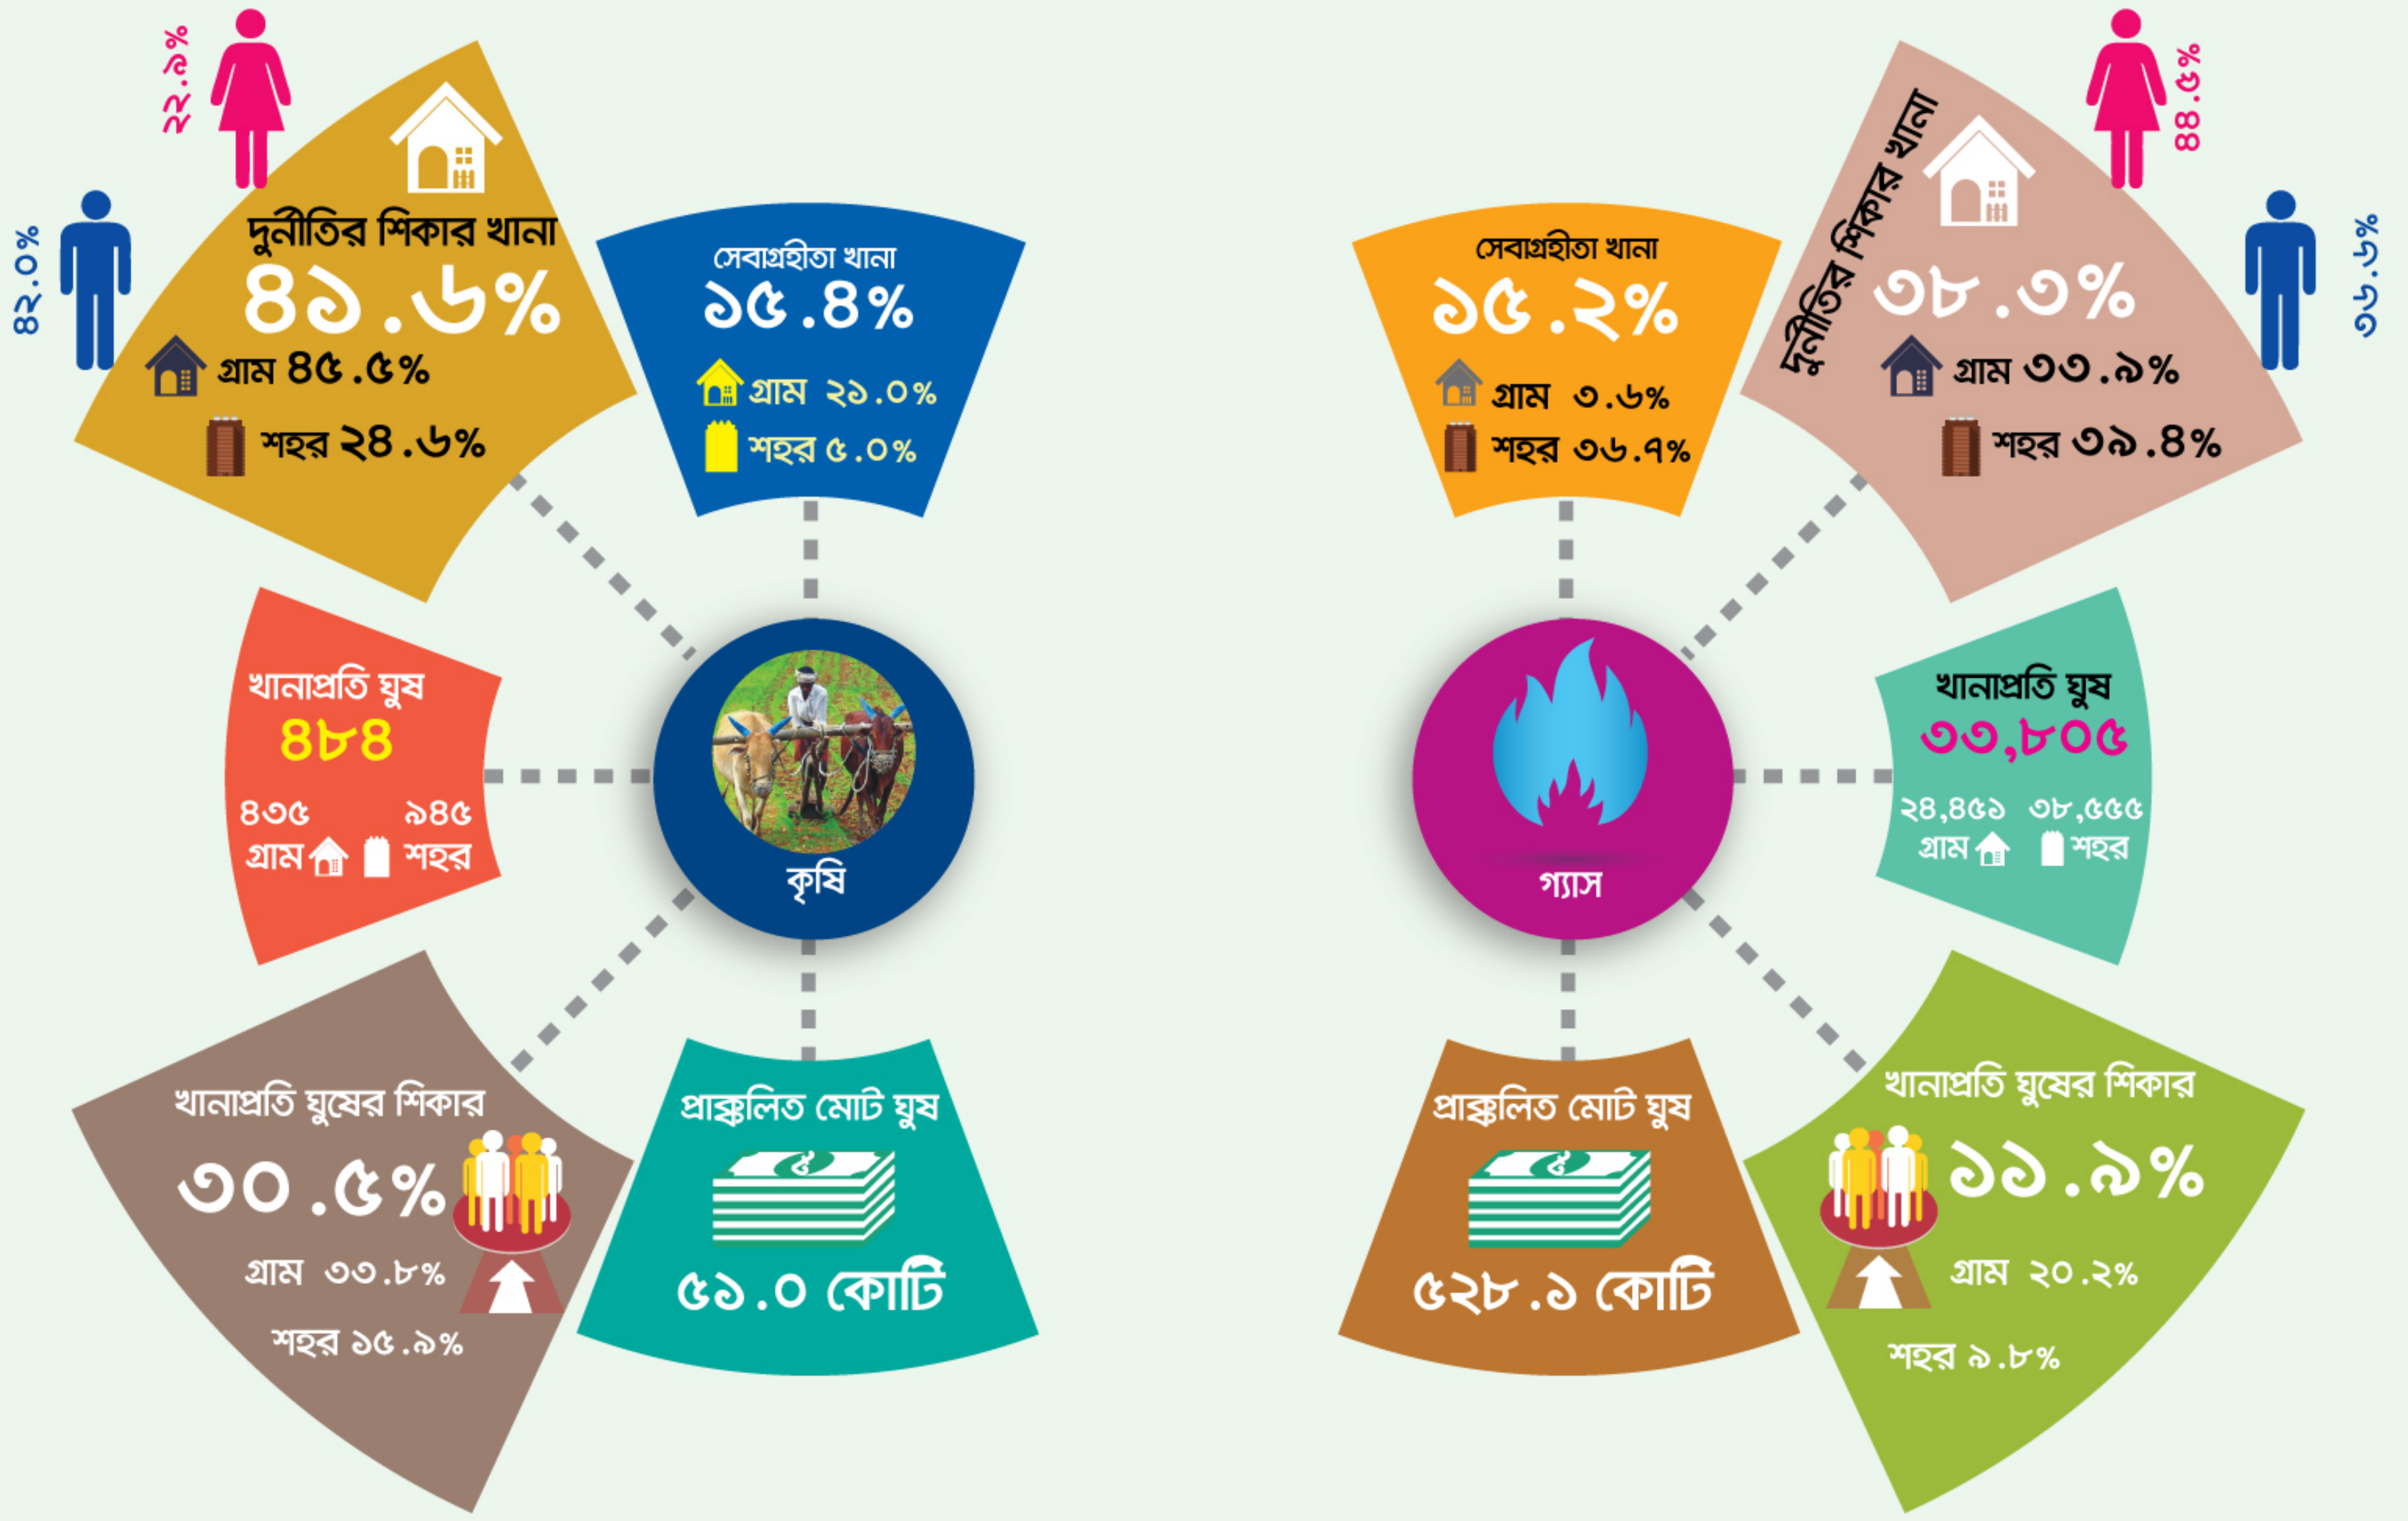 ২২.৯%
৪২.০%
দুর্নীতির শিকার খানা
৪১.৬%
গ্রাম ৪৫.৫%
শহর ২৪.৬%
সেবাগ্রহীতা খানা
১৫.৪%
গ্রাম ২১.০%
শহর ৫.০%
খানাপ্রতি ঘুষ
৪৮৪
৪৩৫ ৯৪৫
গ্রাম শহর
কৃষি
খানাপ্রতি ঘুষের শিকার
৩০.৫%
গ্রাম ৩৩.৮%
শহর ১৫.৯%
প্রাক্কলিত মোট ঘুষ
৫
৫১.০ কোটি
সেবাগ্রহীতা খানা
১৫.২%
গ্রাম ৩.৬%
শহর ৩৬.৭%
৪৪.৫%
৩৬.৬%
দুর্নীতির শিকার খানা
৩৮.৩%
গ্রাম ৩৩.৯%
শহর ৩৯.৪%
গ্যাস
খানাপ্রতি ঘুষ
৩৩,৮০৫
২৪,৪৫১ ৩৮,৫৫৫
গ্রাম শহর
প্রাক্কলিত মোট ঘুষ
৫
৫২৮.১ কোটি
খানাপ্রতি ঘুষের শিকার
১১.৯%
গ্রাম ২০.২%
শহর ৯.৮%